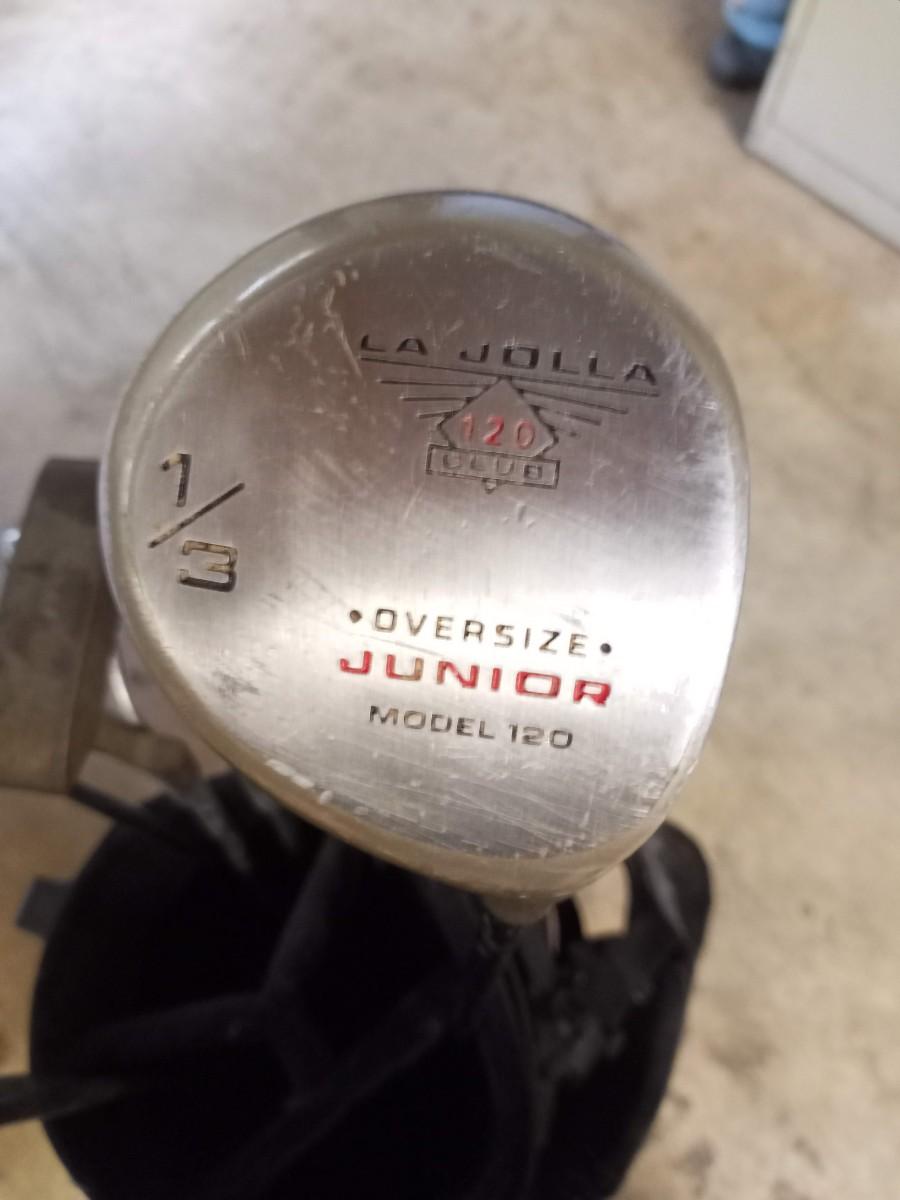 LA JOLLA
120
CLUB
1/3
•OVERSIZE•
JUNIOR
MODEL 120